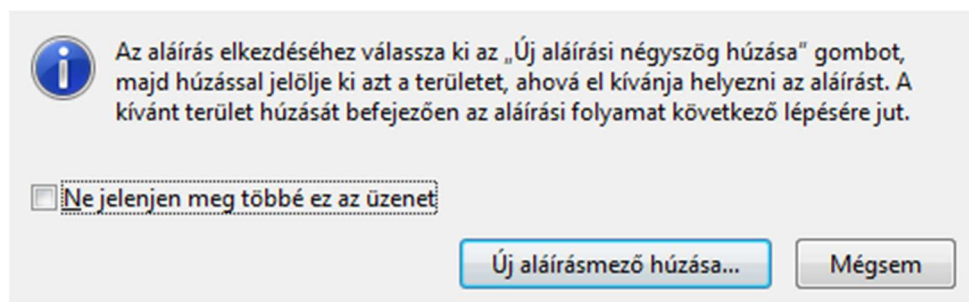 Az aláírás elkezdéséhez válassza ki az „Új aláírási négyszög húzása“ gombot,
majd húzással jelölje ki azt a területet, ahová el kívánja helyezni az aláírást. A
kívánt terület húzását befejezően az aláírási folyamat következő lépésére jut.
Ne jelenjen meg többé ez az üzenet
Új aláírásmező húzása...
Mégsem